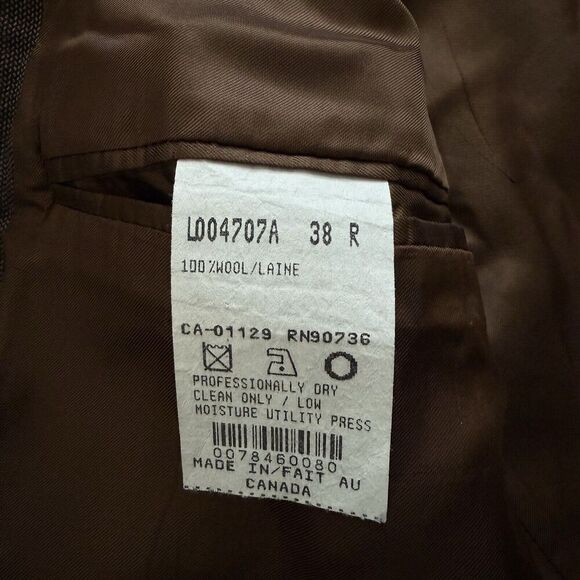 L004707A 38 R
100%WOOL/LAINE
CA-01129 RN90736
PROFESSIONALLY DRY
CLEAN ONLY / LOW
MOISTURE UTILITY PRESS
0078460080
MADE IN/FAIT AU
CANADA